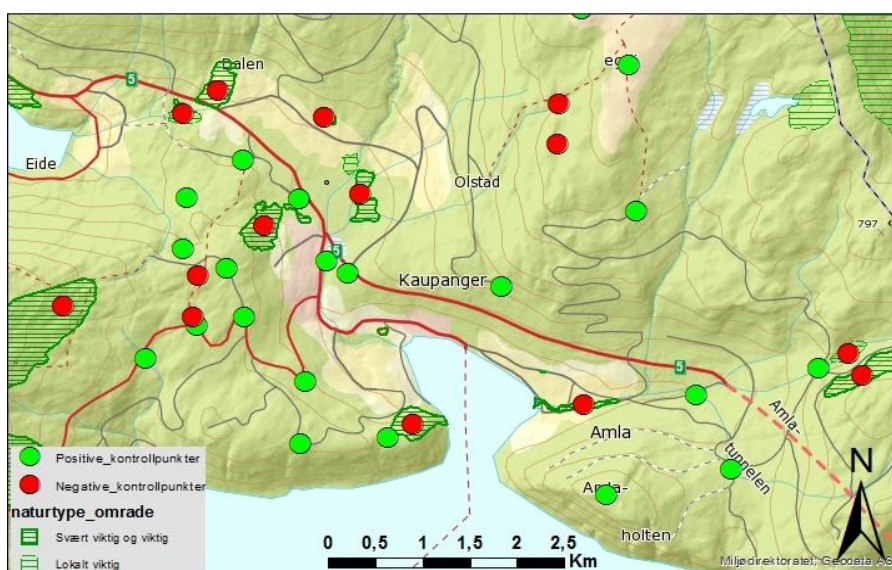 Dalen
5
Eide
Olstad
797
5
Kaupanger
5
Amla-
tunnelen
Amla
Amla-
holten
N
Positive_kontrollpunkter
Negative_kontrollpunkter
naturtype_omrade
Svært viktig og viktig
Lokalt viktig
0 0,5 1 1,5 2 2,5
Km
Miljødirektoratet, Geodata AS